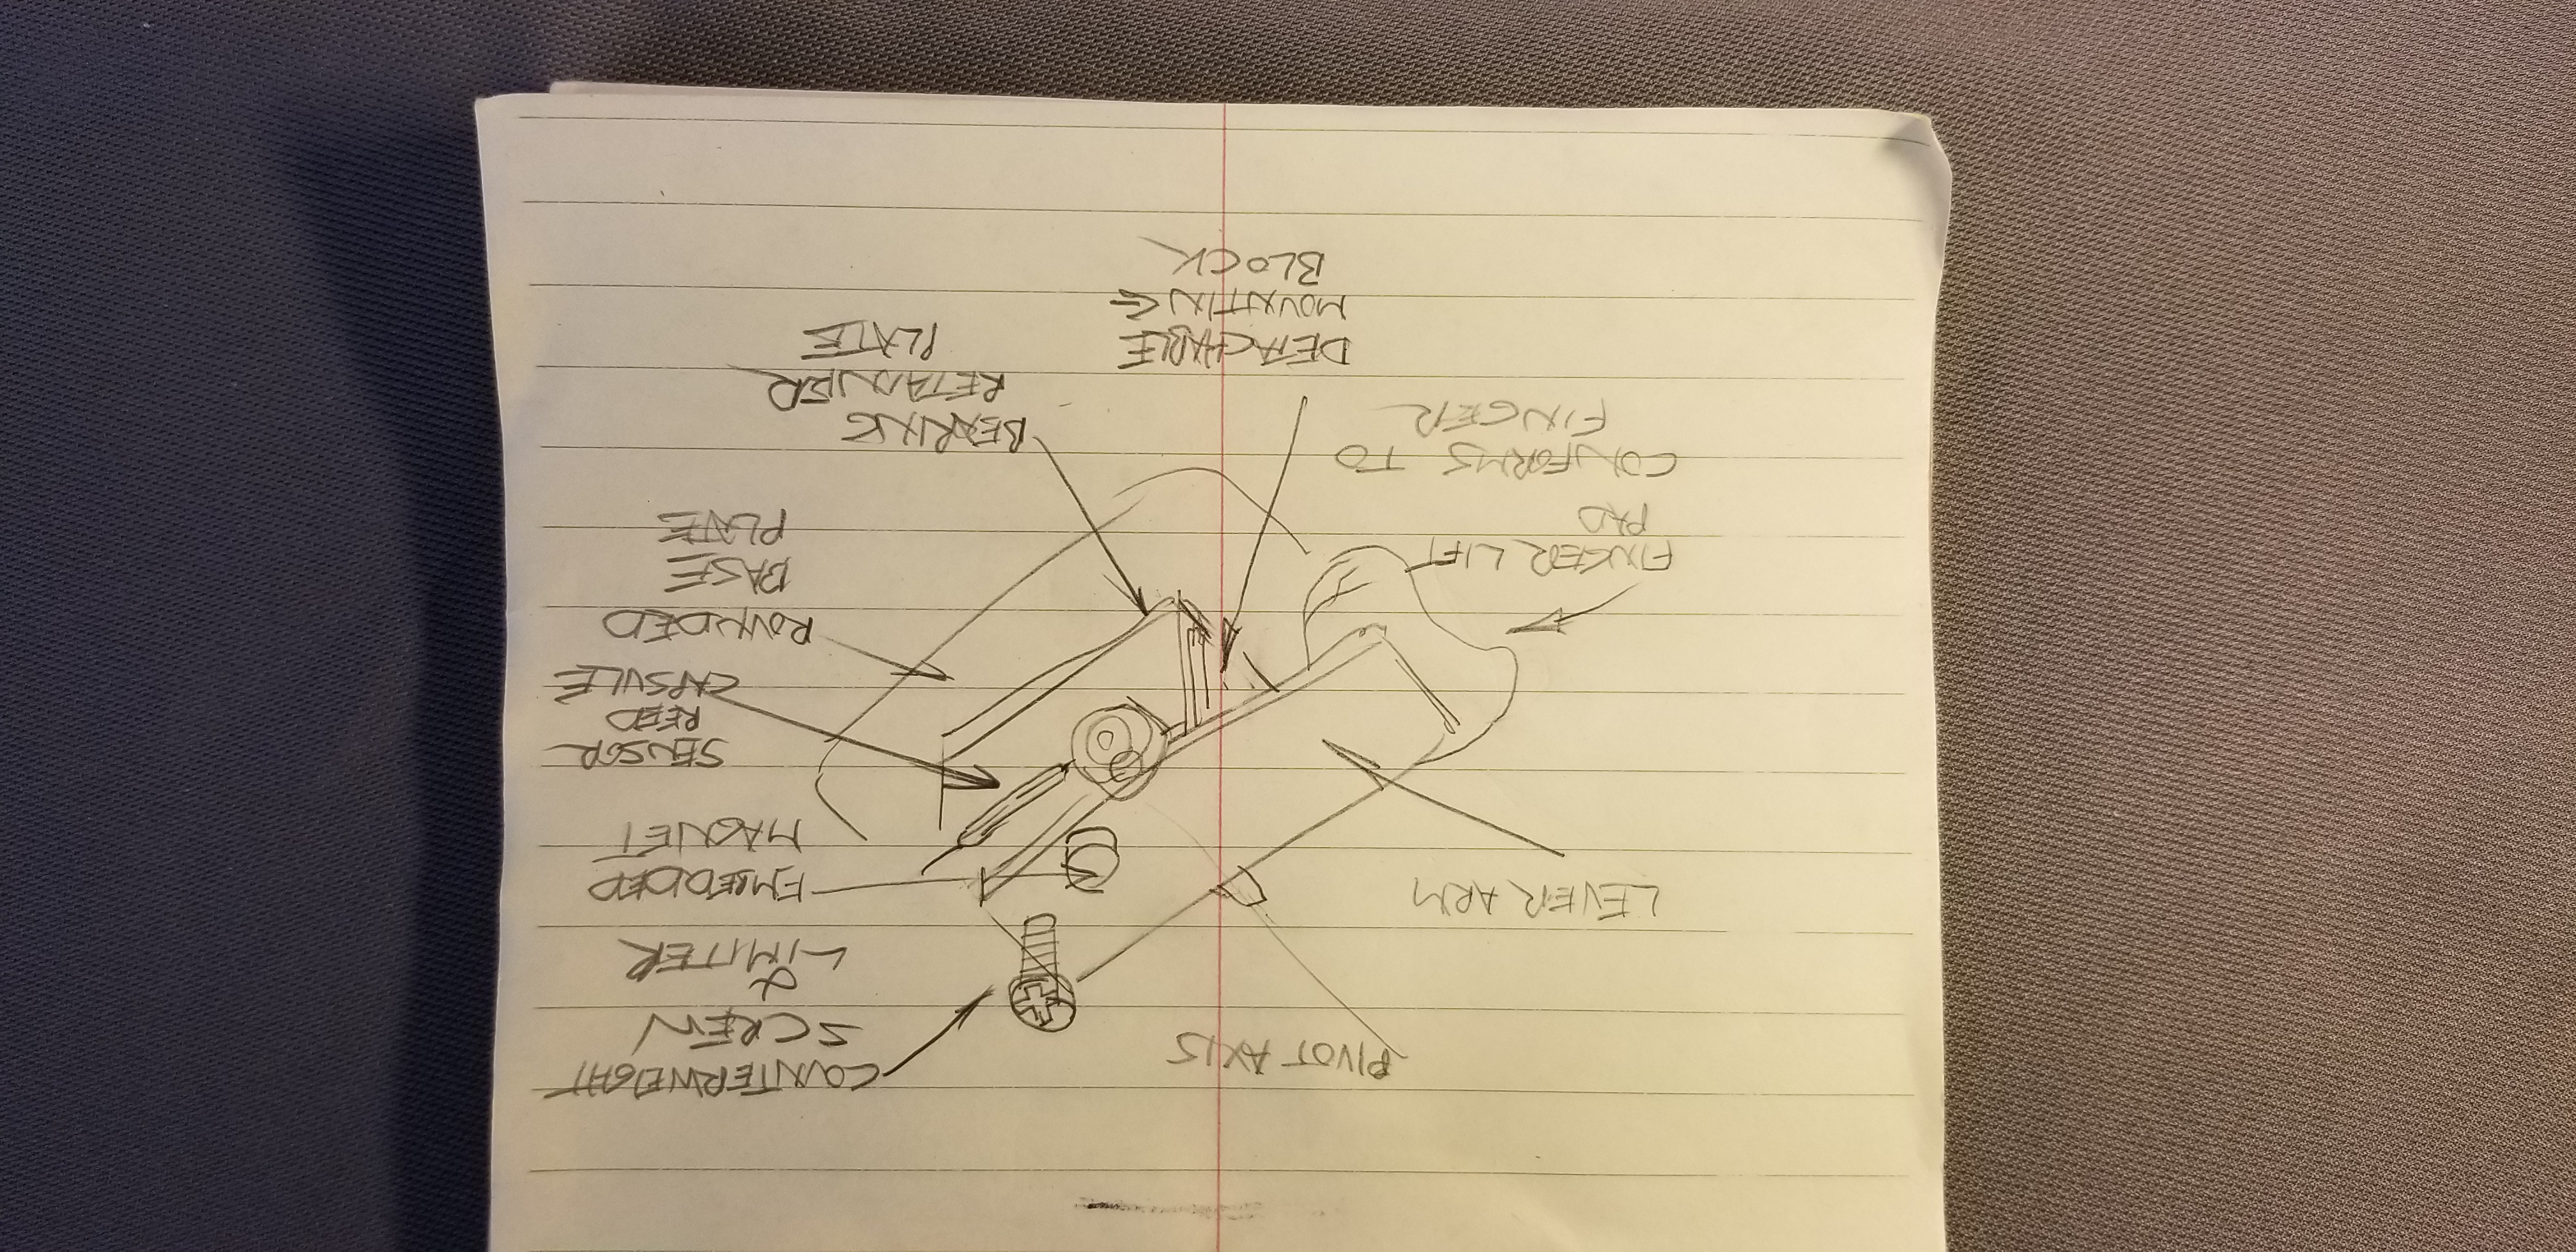 PIVOT AXIS
COUNTERWEIGHT
SCREW
&
LIMITER
LEVER ARM
EMBEDDED
MAGNET
SENSOR
REED
CAPSULE
ROUNDED
BASE
PLATE
FINGER LIFT
PAD
CONFORMS TO
FINGER
BEARING
RETAINER
PLATE
DETACHABLE
MOUNTING
BLOCK